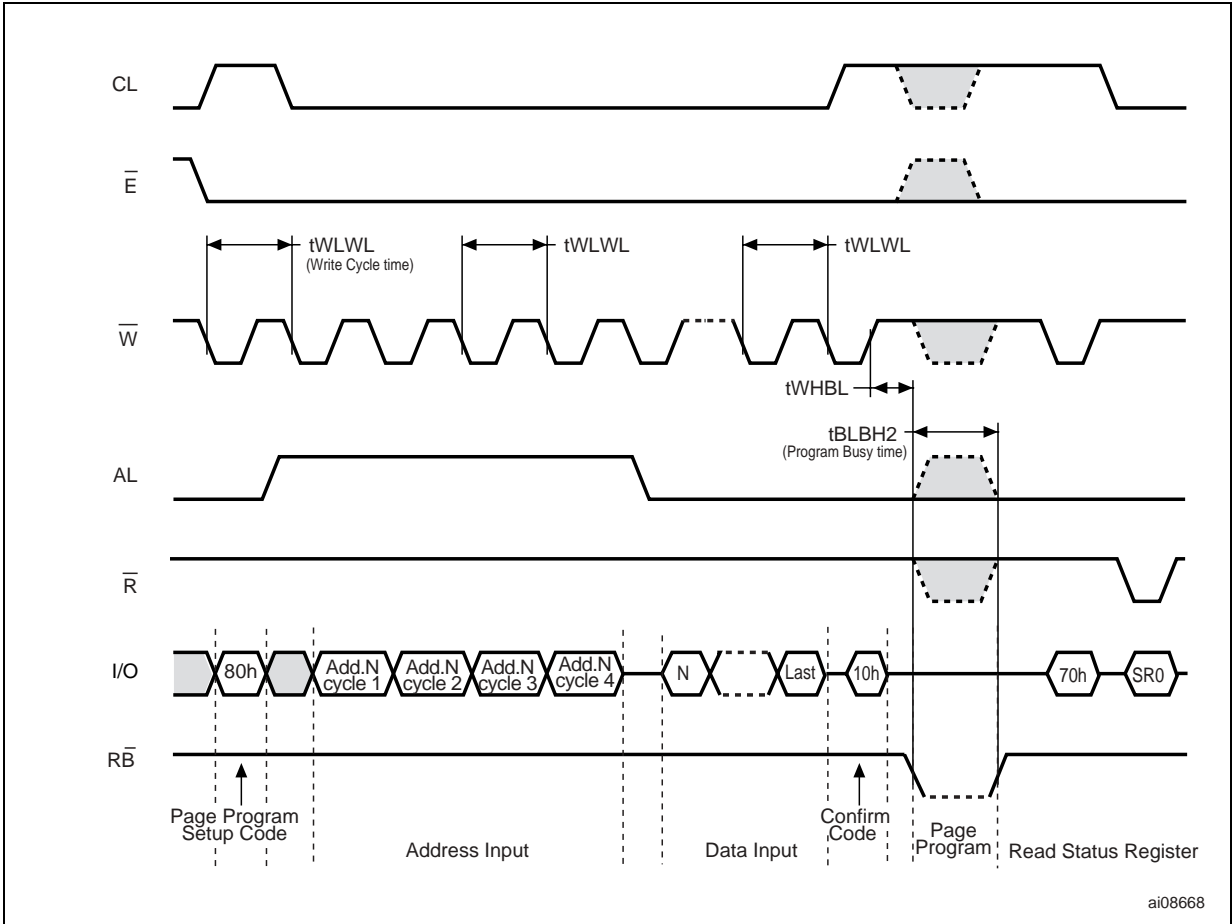 CL
E
tWLWL
(Write Cycle time)
tWLWL
tWLWL
W
tWHBL
tBLBH2
(Program Busy time)
AL
R
I/O
80h
Add.N
cycle 1
Add.N
cycle 2
Add.N
cycle 3
Add.N
cycle 4
N
Last
10h
70h
SR0
RB
Page Program
Setup Code
Address Input
Data Input
Confirm
Code
Page
Program
Read Status Register
ai08668